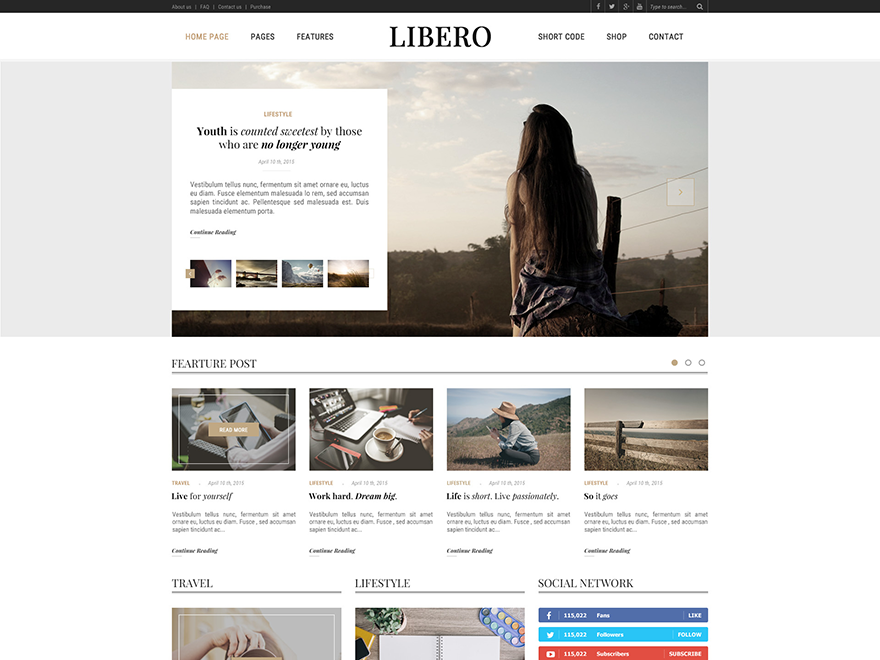 About us | FAQ | Contact us | Purchase
Type to search...
HOME PAGE PAGES FEATURES LIBERO SHORT CODE SHOP CONTACT
LIFESTYLE
Youth is counted sweetest by those
who are no longer young
April 10 th, 2015
Vestibulum tellus nunc, fermentum sit amet ornare eu, luctus
eu diam. Fusce elementum malesuada lo rem, sed accumsan
sapien tincidunt ac. Pellentesque sed malesuada est. Duis
malesuada elementum porta.
Continue Reading
FEARTURE POST
READ MORE
TRAVEL April 10 th, 2015
Live for yourself
Vestibulum tellus nunc, fermentum sit amet
ornare eu, luctus eu diam. Fusce , sed accumsan
sapien tincidunt ac...
Continue Reading
LIFESTYLE April 10 th, 2015
Work hard. Dream big.
Vestibulum tellus nunc, fermentum sit amet
ornare eu, luctus eu diam. Fusce , sed accumsan
sapien tincidunt ac...
Continue Reading
LIFESTYLE April 10 th, 2015
Life is short. Live passionately.
Vestibulum tellus nunc, fermentum sit amet
ornare eu, luctus eu diam. Fusce , sed accumsan
sapien tincidunt ac...
Continue Reading
LIFESTYLE April 10 th, 2015
So it goes
Vestibulum tellus nunc, fermentum sit amet
ornare eu, luctus eu diam. Fusce , sed accumsan
sapien tincidunt ac...
Continue Reading
TRAVEL
LIFESTYLE
SOCIAL NETWORK
115,022 Fans LIKE
115,022 Followers FOLLOW
115,022 Subscribers SUBSCRIBE